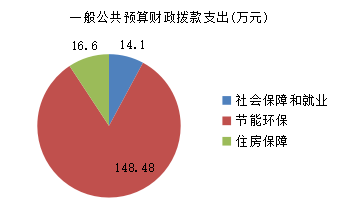 一般公共预算财政拨款支出(万元)
16.6
14.1
148.48
社会保障和就业
节能环保
住房保障